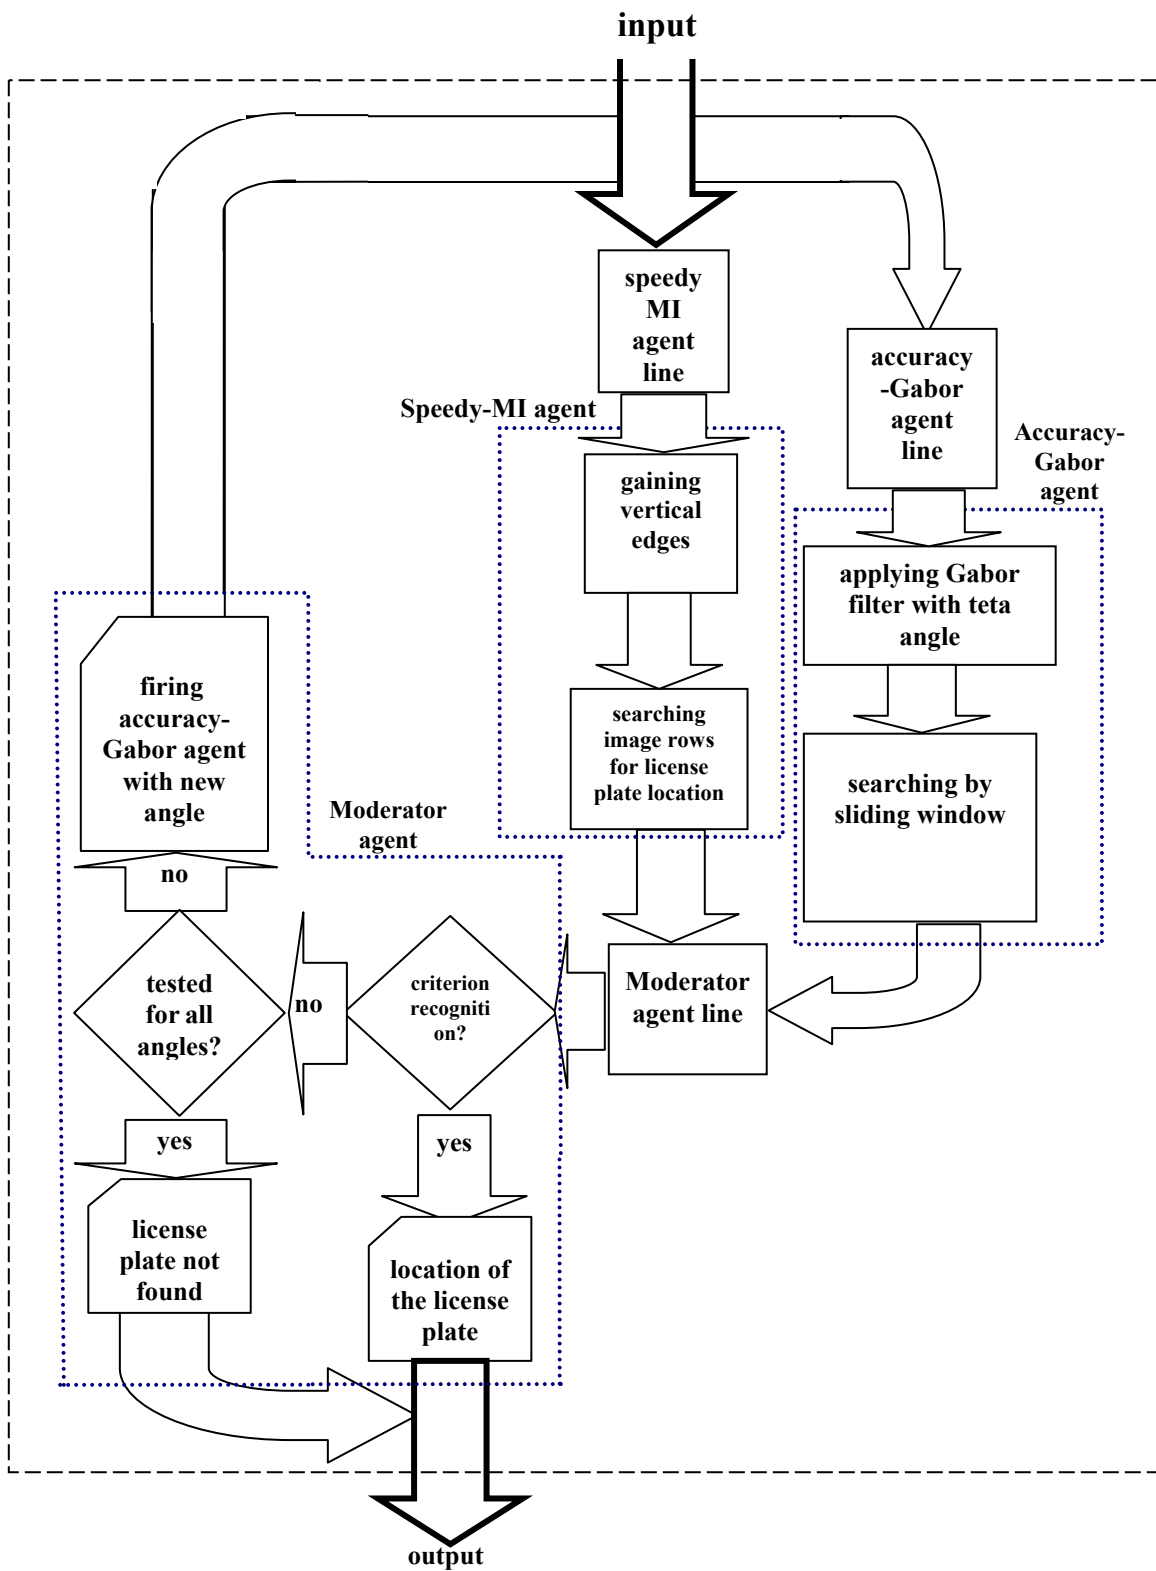 input
speedy
MI
agent
line
accuracy
-Gabor
agent
line
Speedy-MI agent
Accuracy-
Gabor
agent
gaining
vertical
edges
applying Gabor
filter with teta
angle
firing
accuracy-
Gabor agent
with new
angle
searching
image rows
for license
plate location
searching by
sliding window
Moderator
agent
no
tested
for all
angles?
no
criterion
recogniti
on?
Moderator
agent line
yes
yes
license
plate not
found
location of
the license
plate
output